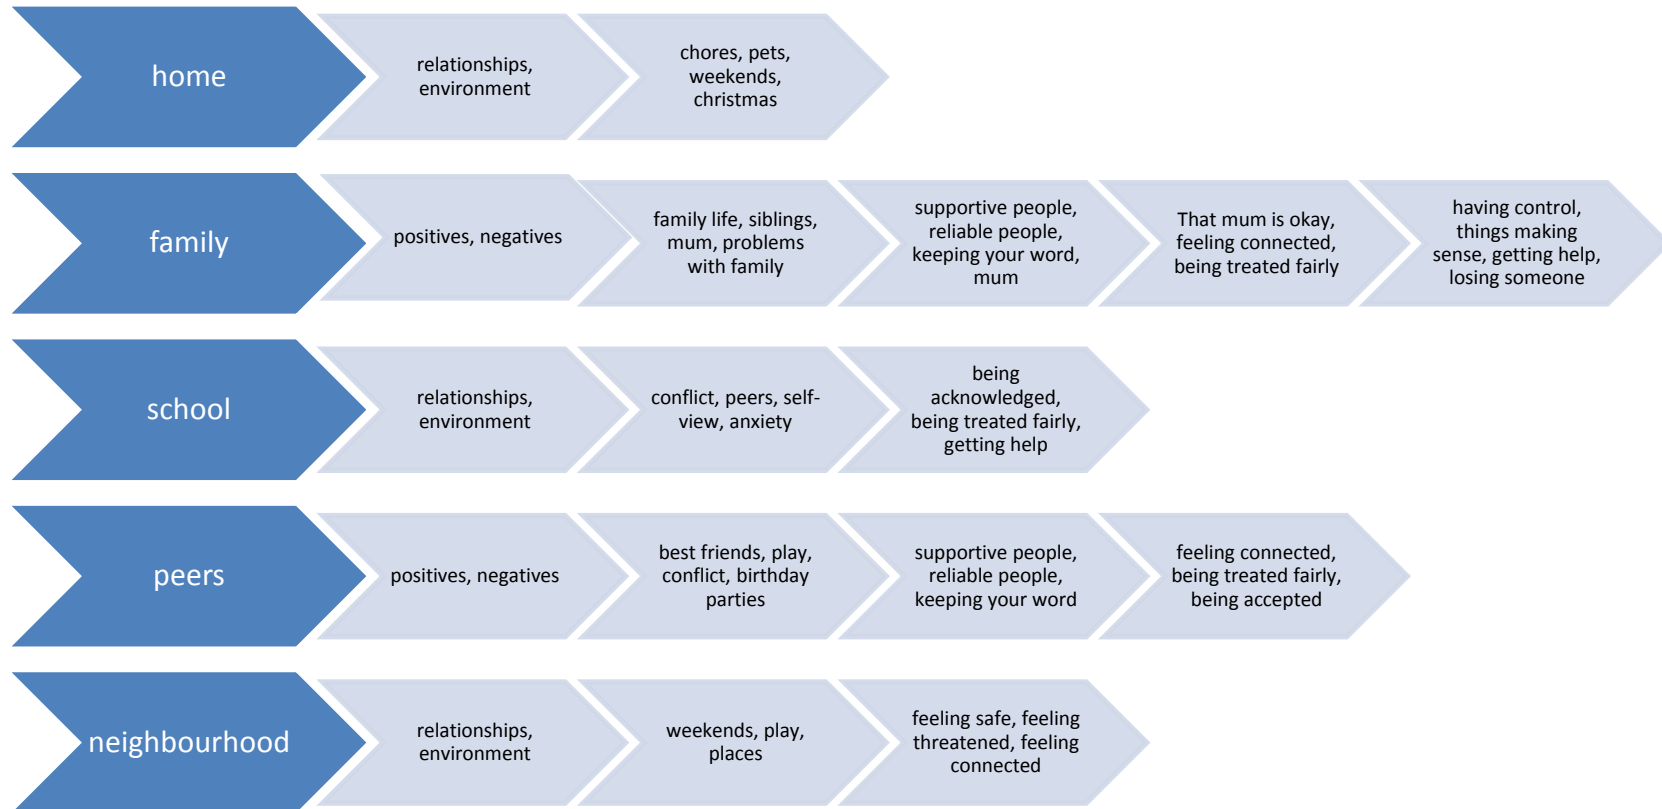 home
relationships,
environment
chores, pets,
weekends,
christmas
family
positives, negatives
family life, siblings,
mum, problems
with family
supportive people,
reliable people,
keeping your word,
mum
That mum is okay,
feeling connected,
being treated fairly
having control,
things making
sense, getting help,
losing someone
school
relationships,
environment
conflict, peers, self-
view, anxiety
being
acknowledged,
being treated fairly,
getting help
peers
positives, negatives
best friends, play,
conflict, birthday
parties
supportive people,
reliable people,
keeping your word
feeling connected,
being treated fairly,
being accepted
neighbourhood
relationships,
environment
weekends, play,
places
feeling safe, feeling
threatened, feeling
connected